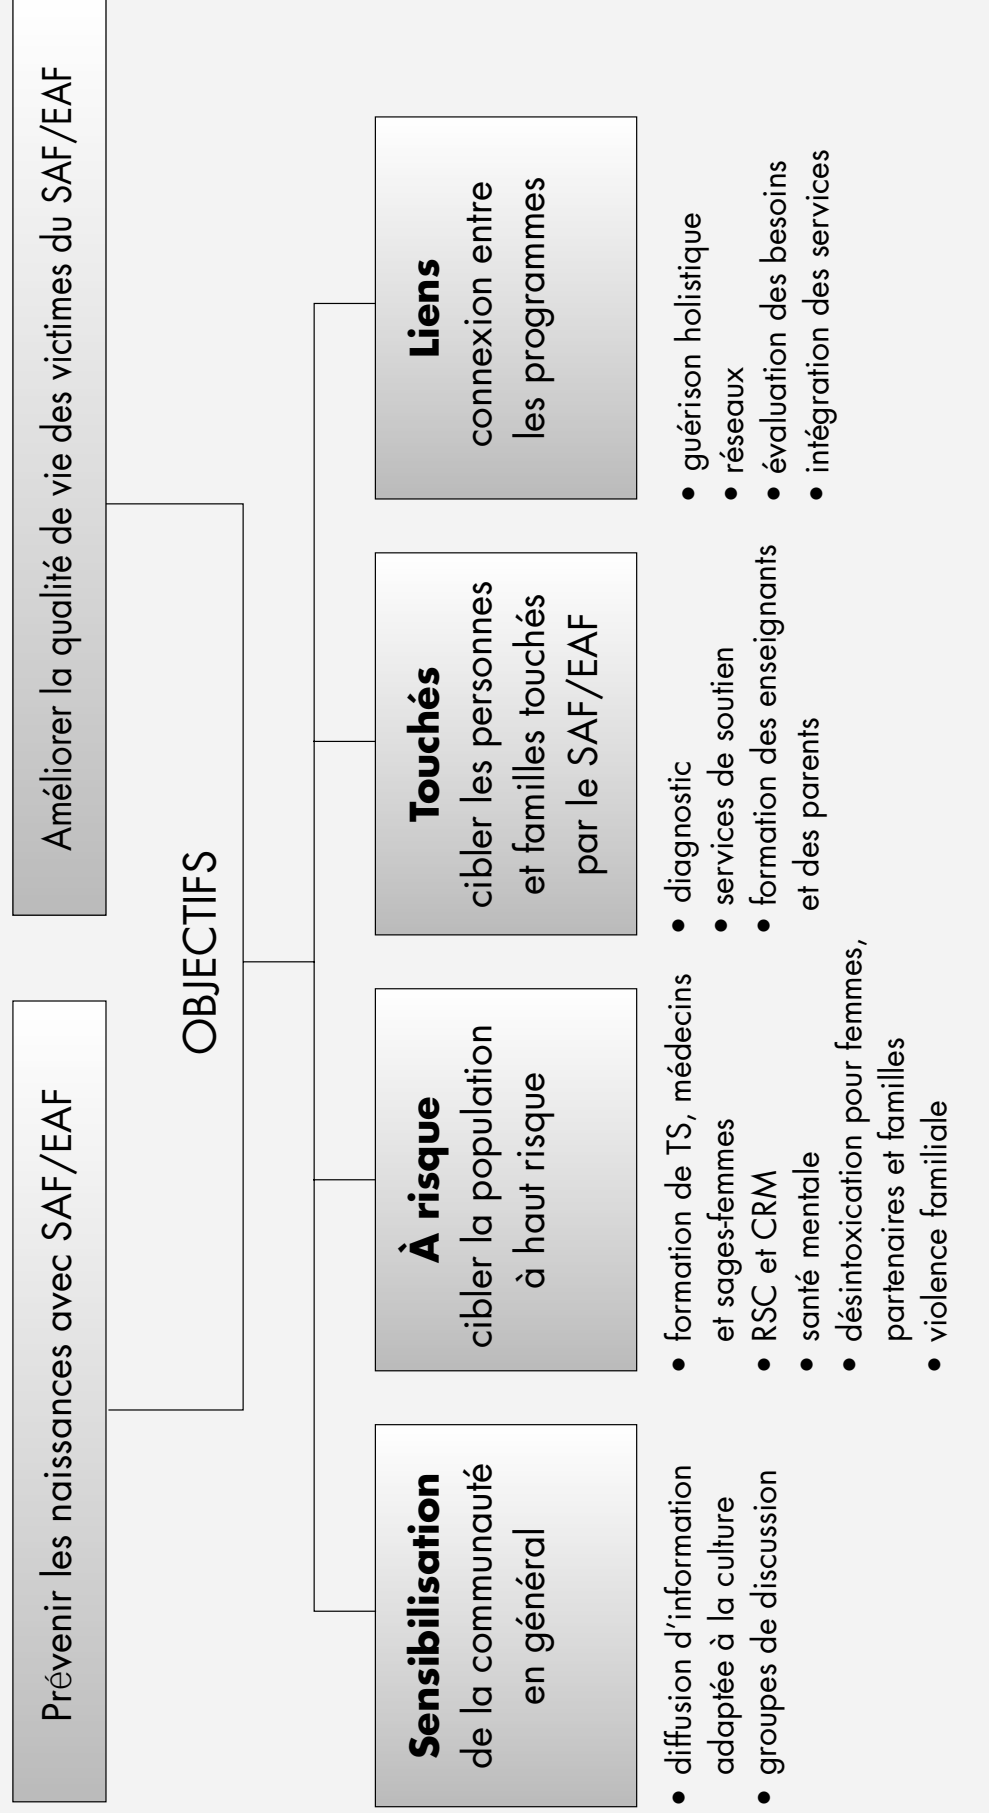 Prévenir les naissances avec SAF/EAF
Améliorer la qualité de vie des victimes du SAF/EAF
OBJECTIFS
Sensibilisation
de la communauté
en général
• diffusion d'information
adaptée à la culture
• groupes de discussion
À risque
cibler la population
à haut risque
• formation de TS, médecins
et sages-femmes
• RSC et CRM
• santé mentale
• désintoxication pour femmes,
partenaires et familles
• violence familiale
Touchés
cibler les personnes
et familles touchés
par le SAF/EAF
• diagnostic
• services de soutien
• formation des enseignants
et des parents
Liens
connexion entre
les programmes
• guérison holistique
• réseaux
• évaluation des besoins
• intégration des services